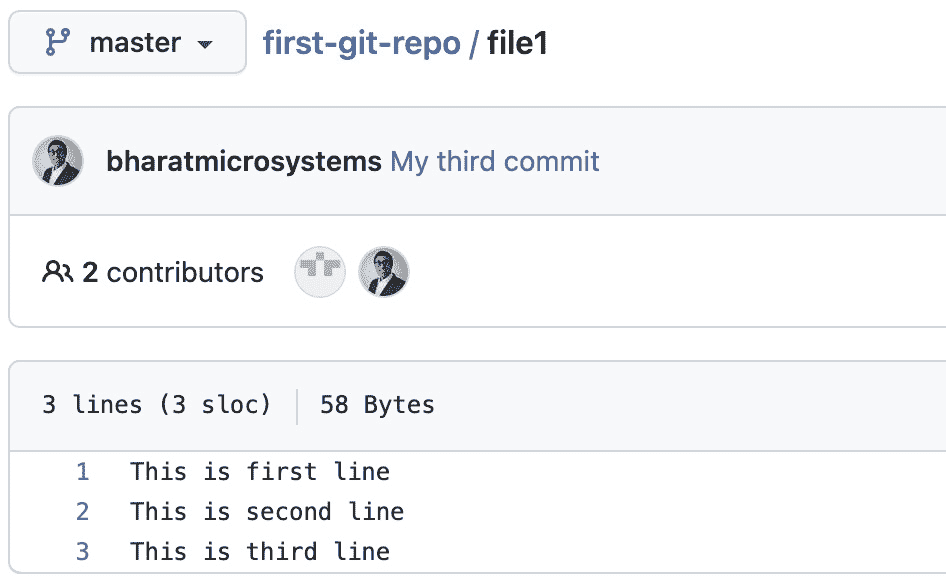 master first-git-repo / file1
bharatmicrosystems My third commit
2 contributors
3 lines (3 sloc) 58 Bytes
1 This is first line
2 This is second line
3 This is third line